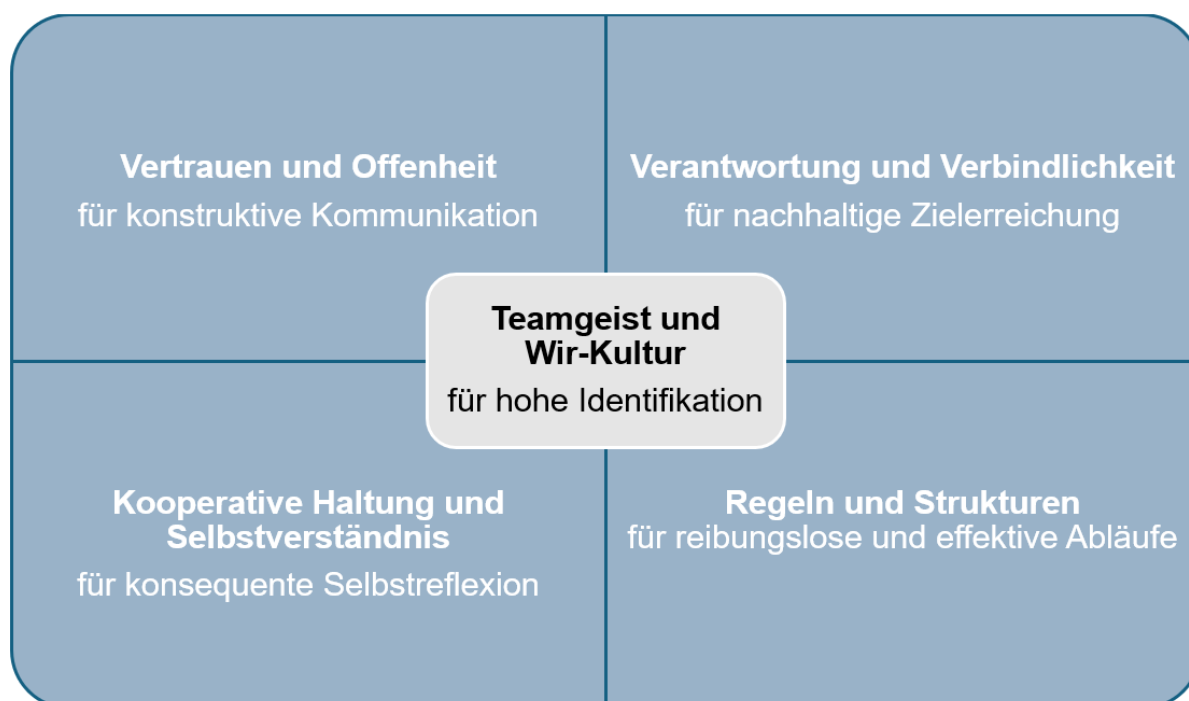 Vertrauen und Offenheit
für konstruktive Kommunikation
Verantwortung und Verbindlichkeit
für nachhaltige Zielerreichung
Teamgeist und
Wir-Kultur
für hohe Identifikation
Kooperative Haltung und
Selbstverständnis
für konsequente Selbstreflexion
Regeln und Strukturen
für reibungslose und effektive Abläufe